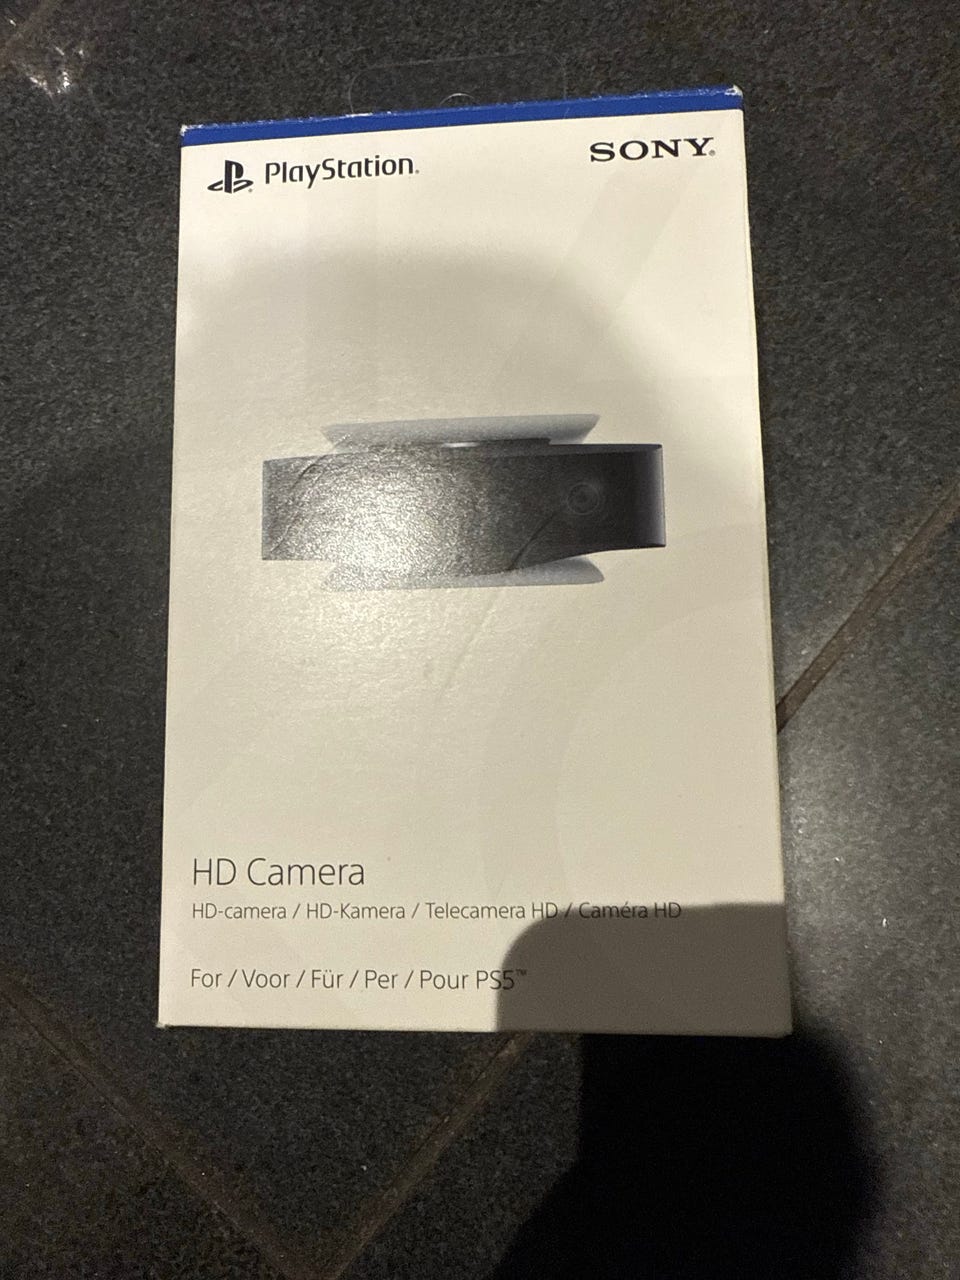 PlayStation®
SONY®
HD Camera
HD-camera / HD-Kamera / Telecamera HD / Caméra HD
For / Voor / Für / Per / Pour PS5™